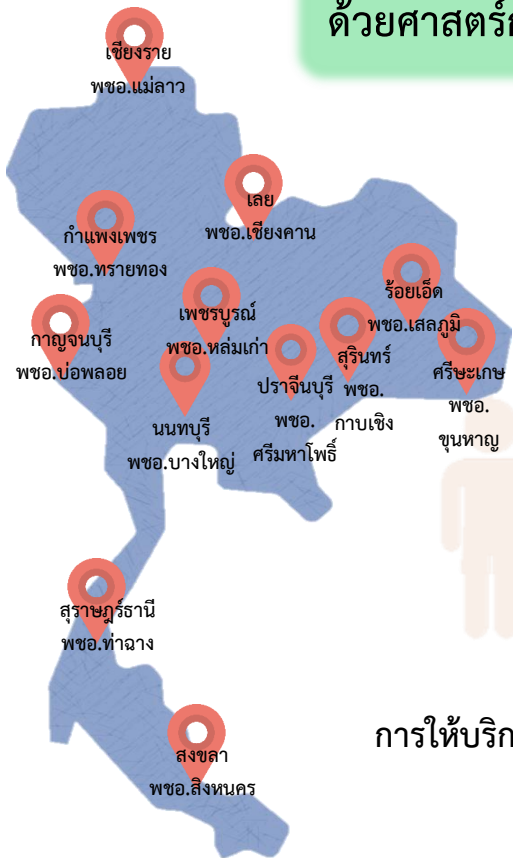 ด้วยศาสตร์
เชียงราย
พชอ.แม่ลาว
เลย
พชอ.เชียงคาน
กำแพงเพชร
พชอ.ทรายทอง
เพชรบูรณ์
พชอ.หล่มเก่า
ร้อยเอ็ด
พชอ.เสลภูมิ
กาญจนบุรี
พชอ.บ่อพลอย
นนทบุรี
พชอ.บางใหญ่
ปราจีนบุรี
พชอ.
ศรีมหาโพธิ์
สุรินทร์
พชอ.
กาบเชิง
ศรีษะเกษ
พชอ.
ขุนหาญ
สุราษฎร์ธานี
พชอ.ท่าฉาง
สงขลา
พชอ.สิงหนคร
การให้บริก